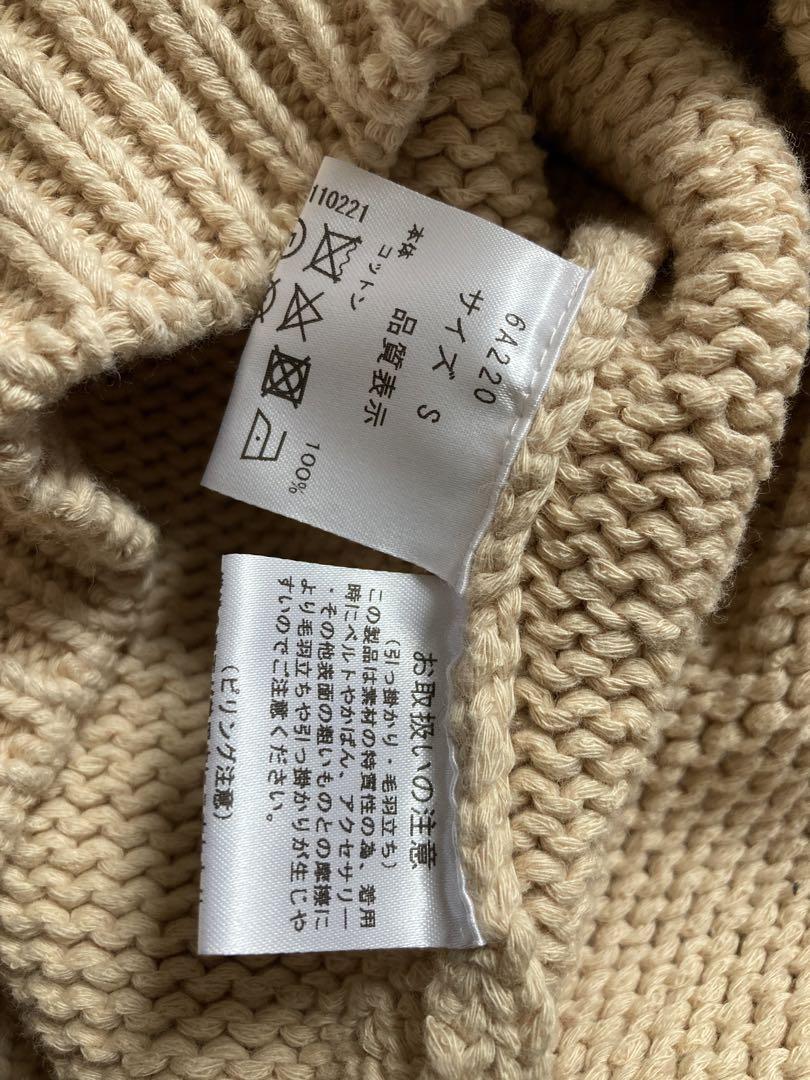 6A220
サイズ S
品質表示
本体
コットン 100%
110221
お取扱いの注意
(引っ掛かり・毛羽立ち)
この製品は素材の特質性の為、着用
時にベルトやかばん、アクセサリー
・その他表面の粗いものとの摩擦に
より毛羽立ちや引っ掛かりが生じや
すいのでご注意ください。
(ピリング注意)